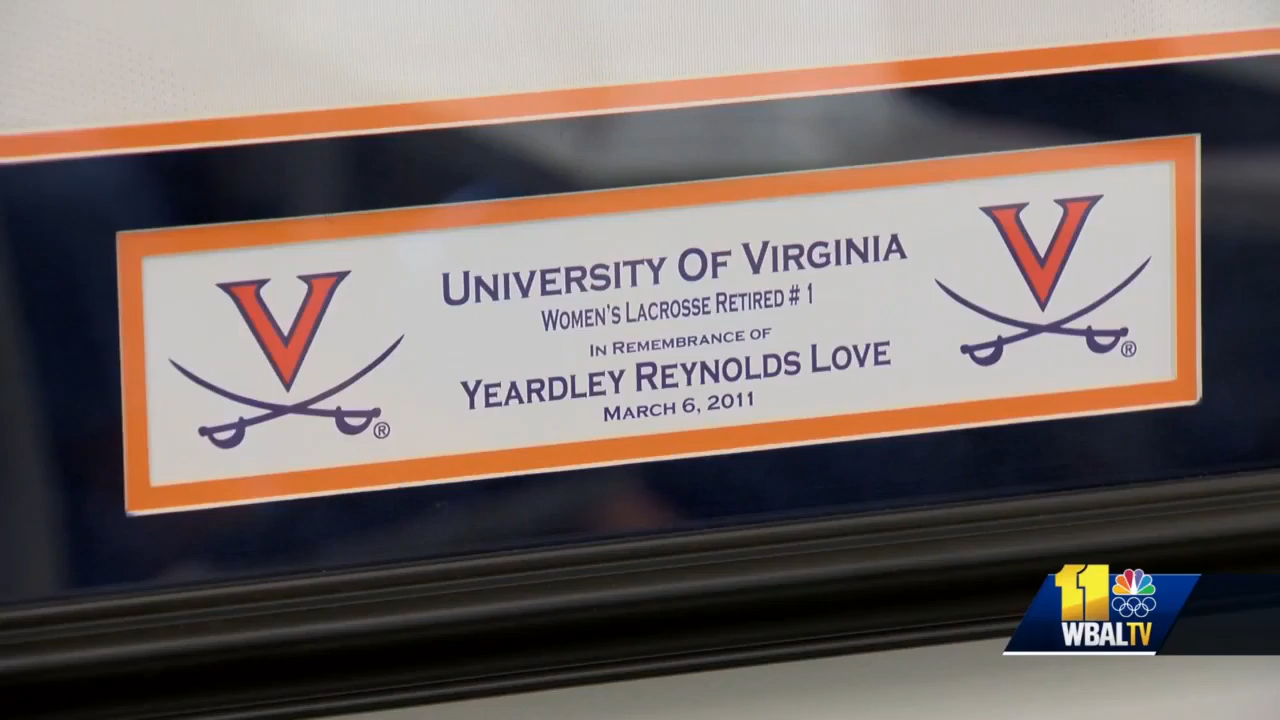 UNIVERSITY OF VIRGINIA
WOMEN'S LACROSSE RETIRED # 1
IN REMEMBRANCE OF
YEARDLEY REYNOLDS LOVE
MARCH 6, 2011
V ®
V ®
11
WBALTV